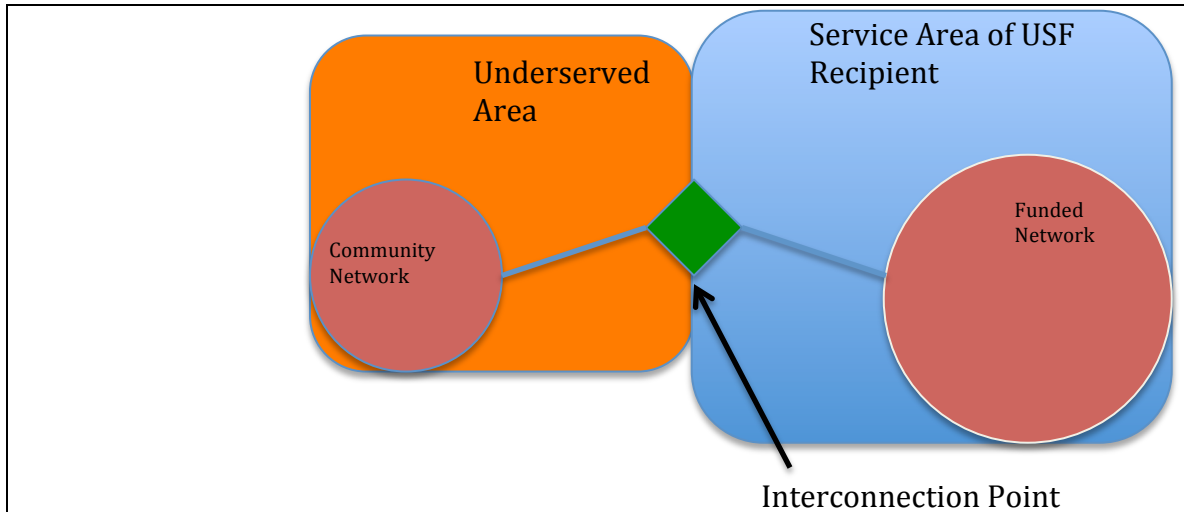 Underserved
Area
Service Area of USF
Recipient
Community
Network
Funded
Network
Interconnection Point